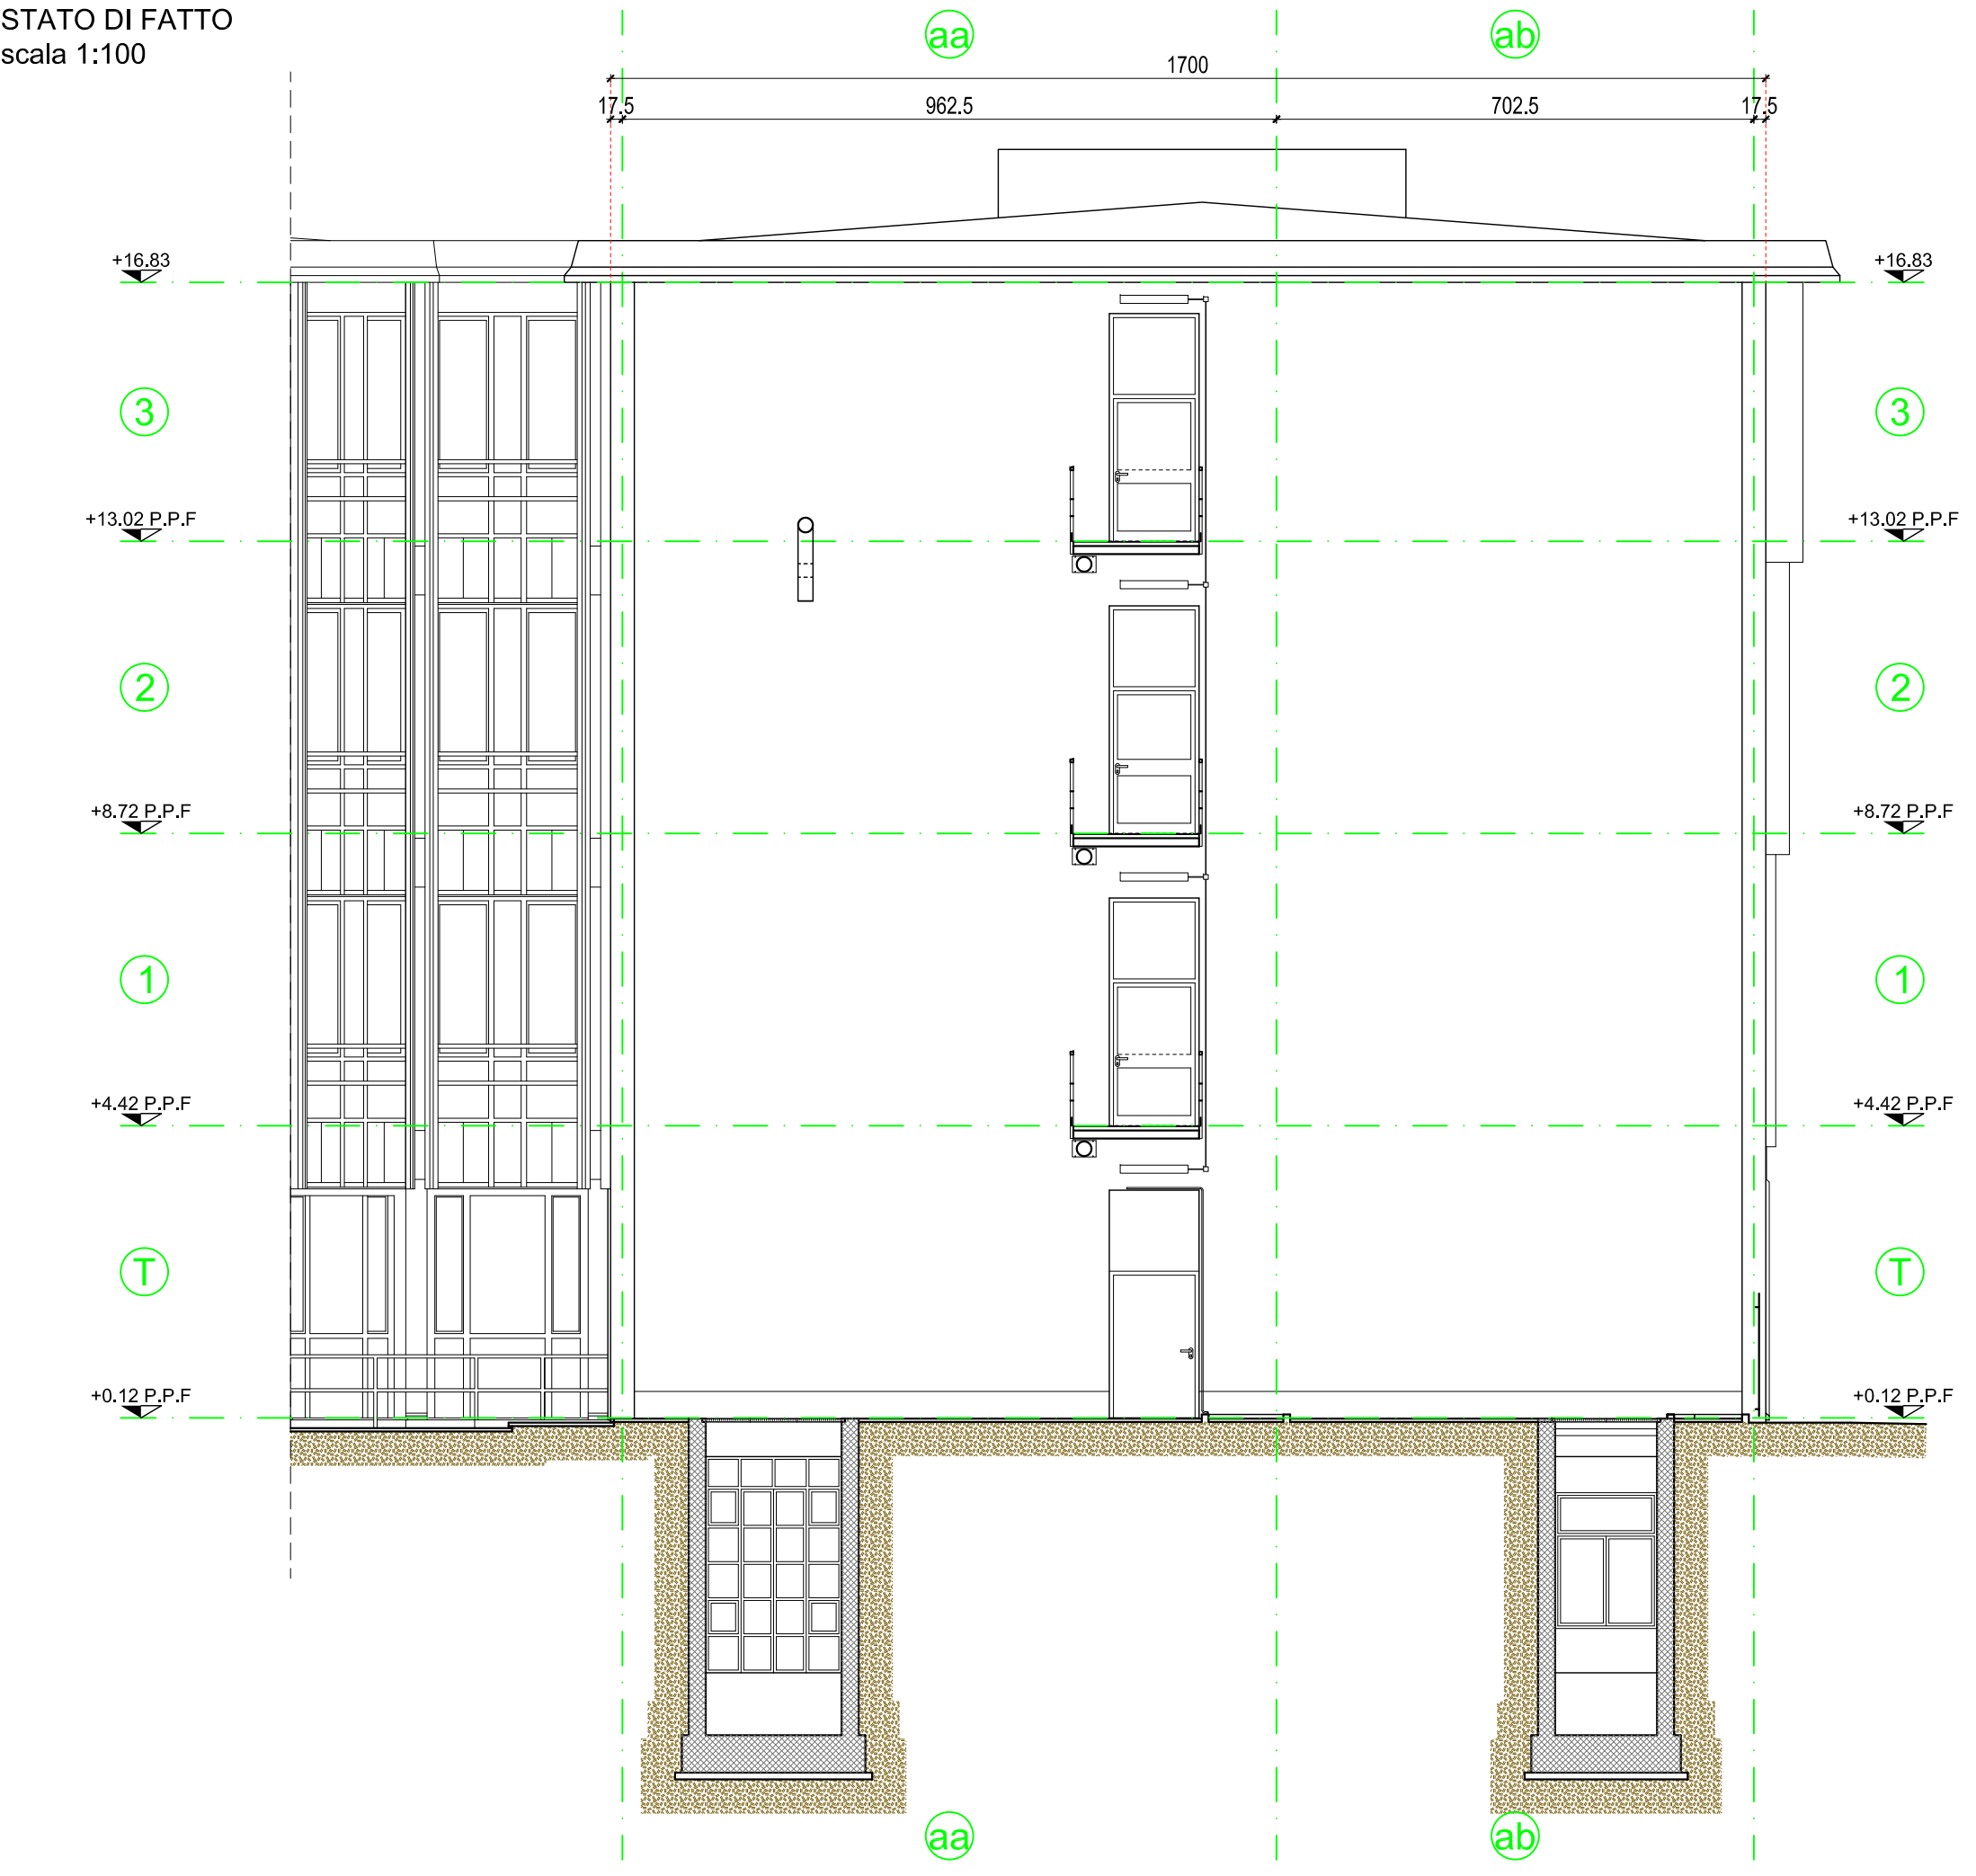 STATO DI FATTO
scala 1:100
aa ab
1700
17.5 962.5 702.5 17.5
+16.83 +16.83
3 3
+13.02 P.P.F +13.02 P.P.F
2 2
+8.72 P.P.F +8.72 P.P.F
1 1
+4.42 P.P.F +4.42 P.P.F
T T
+0.12 P.P.F +0.12 P.P.F
aa ab